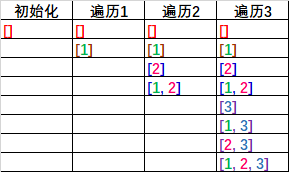 初始化 遍历1 遍历2 遍历3
[] [] [] []
[1] [1] [1]
[2] [2]
[1, 2] [1, 2]
[3]
[1, 3]
[2, 3]
[1, 2, 3]